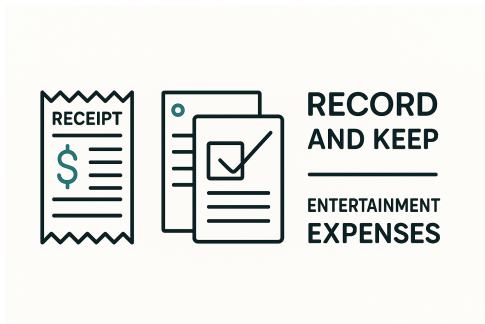 RECEIPT
$
RECORD
AND KEEP
ENTERTAINMENT
EXPENSES